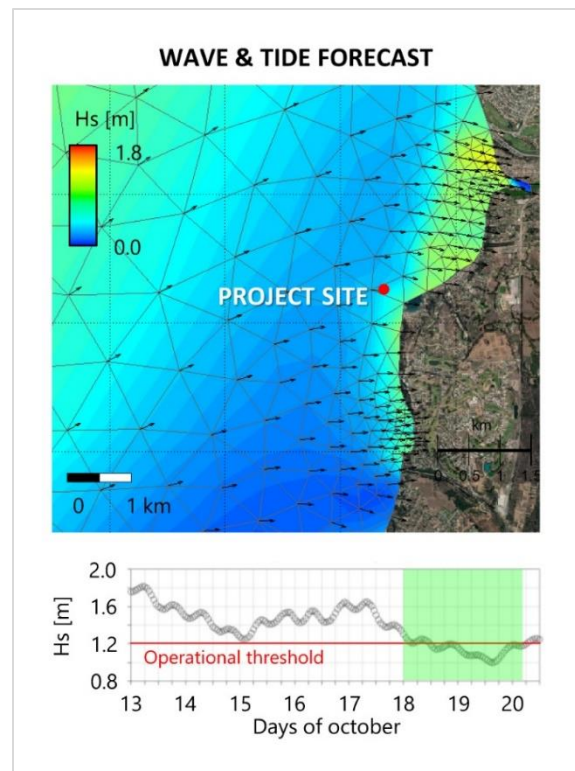 WAVE & TIDE FORECAST
Hs [m]
1.8
0.0
PROJECT SITE
km
0 0.5 1.0 1.5
0 1 km
2.0
1.6
1.2
0.8
Hs [m]
Operational threshold
13 14 15 16 17 18 19 20
Days of october